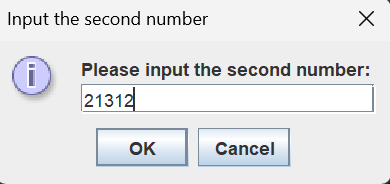 Input the second number
Please input the second number:
21312
OK
Cancel